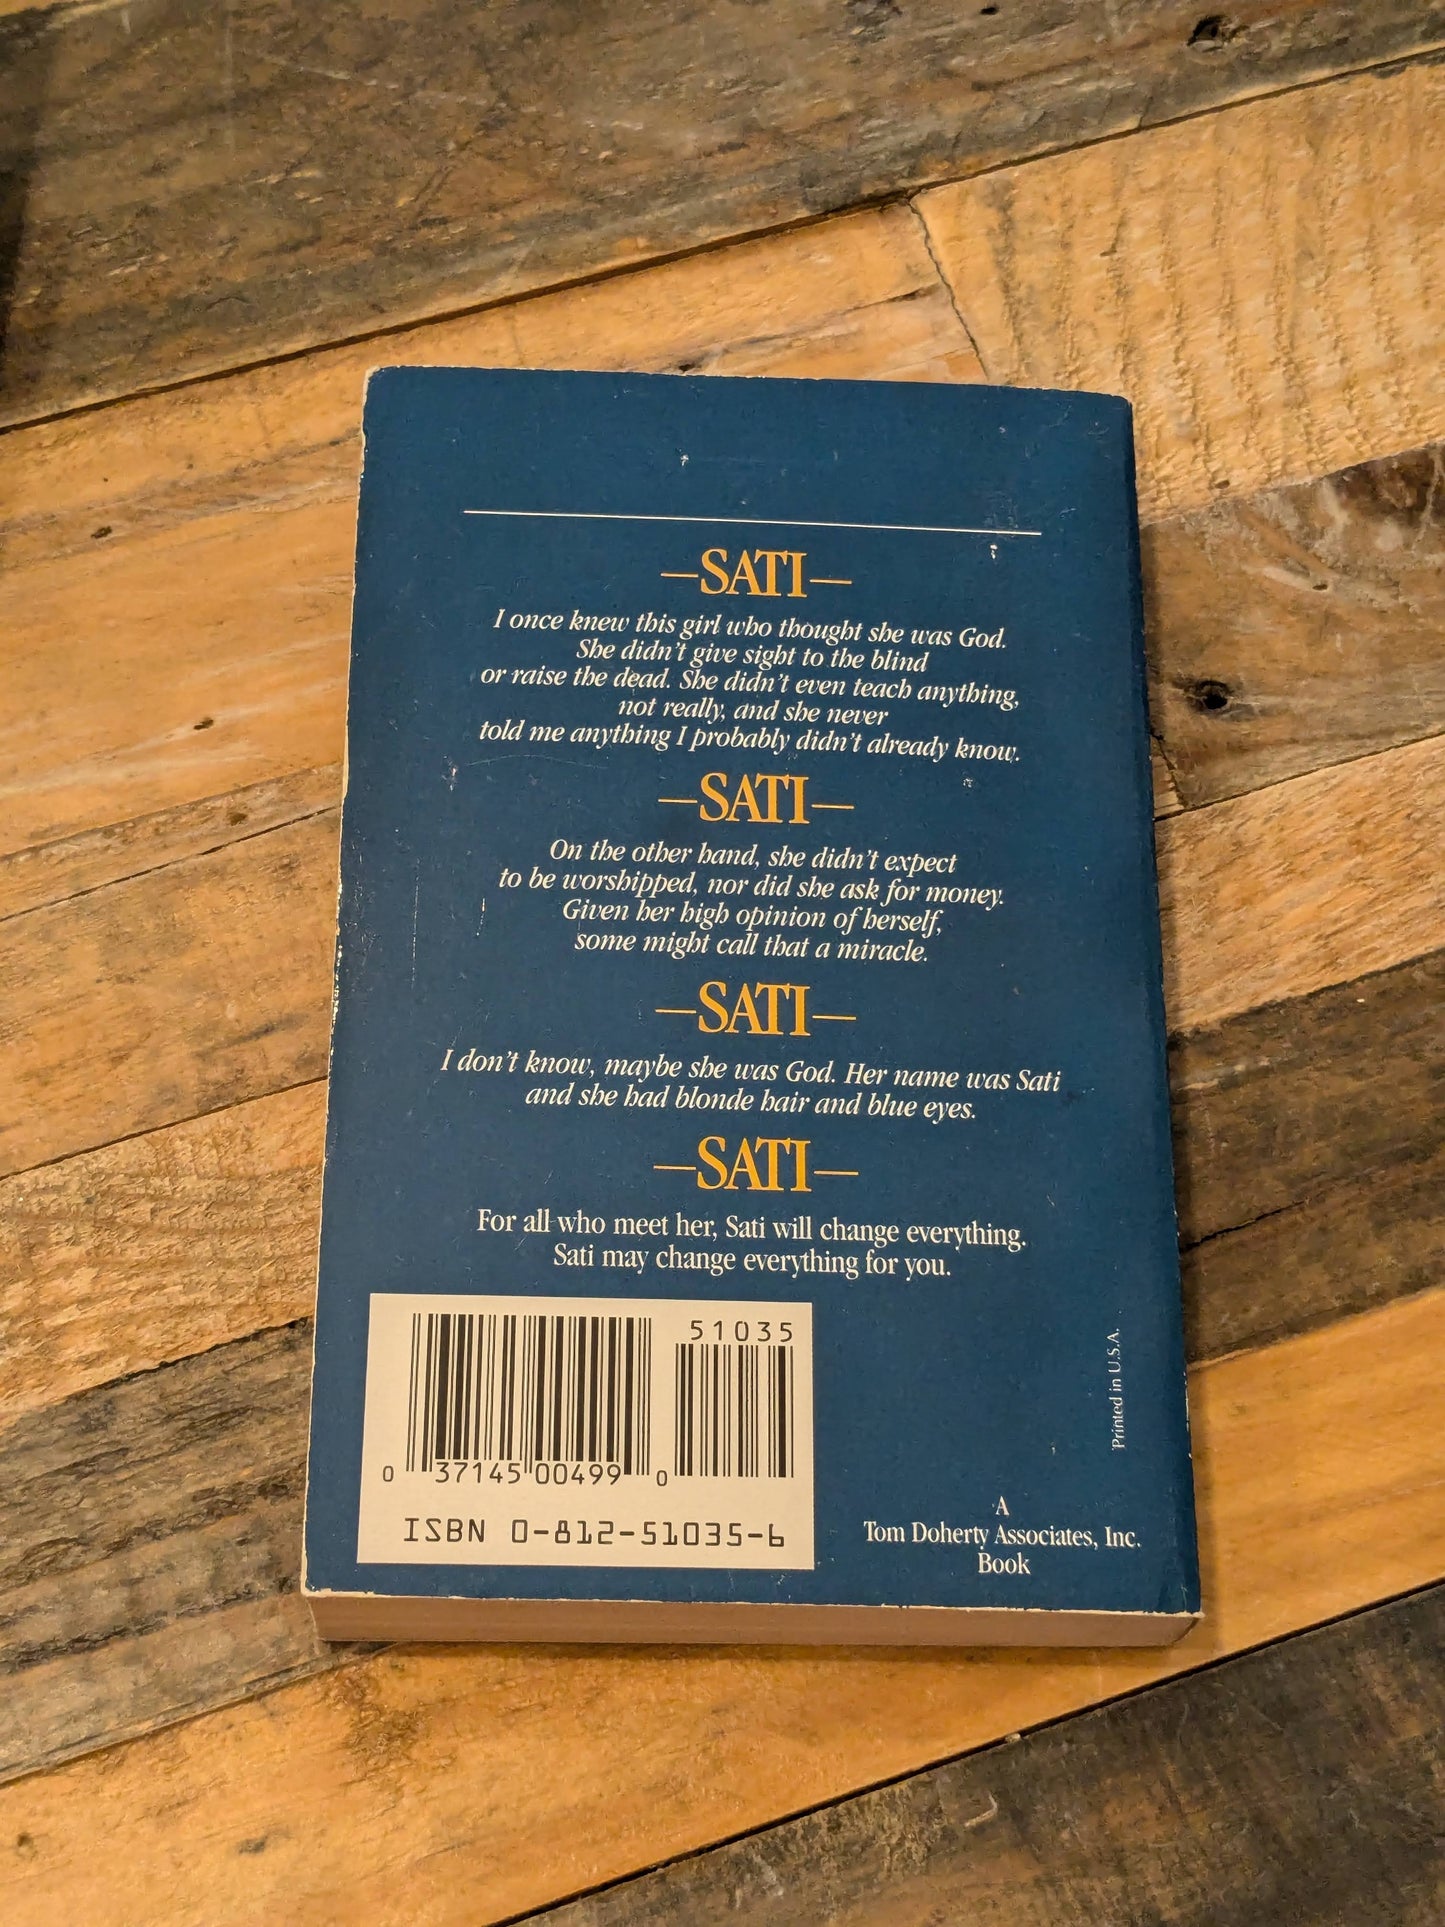 —SATI—
I once knew this girl who thought she was God.
She didn't give sight to the blind
or raise the dead. She didn't even teach anything,
not really, and she never
told me anything I probably didn't already know.
—SATI—
On the other hand, she didn't expect
to be worshipped, nor did she ask for money.
Given her high opinion of herself,
some might call that a miracle.
—SATI—
I don't know, maybe she was God. Her name was Sati
and she had blonde hair and blue eyes.
—SATI—
For all who meet her, Sati will change everything.
Sati may change everything for you.
51035
0 37145 00499 0
ISBN 0-812-51035-6
Printed in U.S.A.
A
Tom Doherty Associates, Inc.
Book